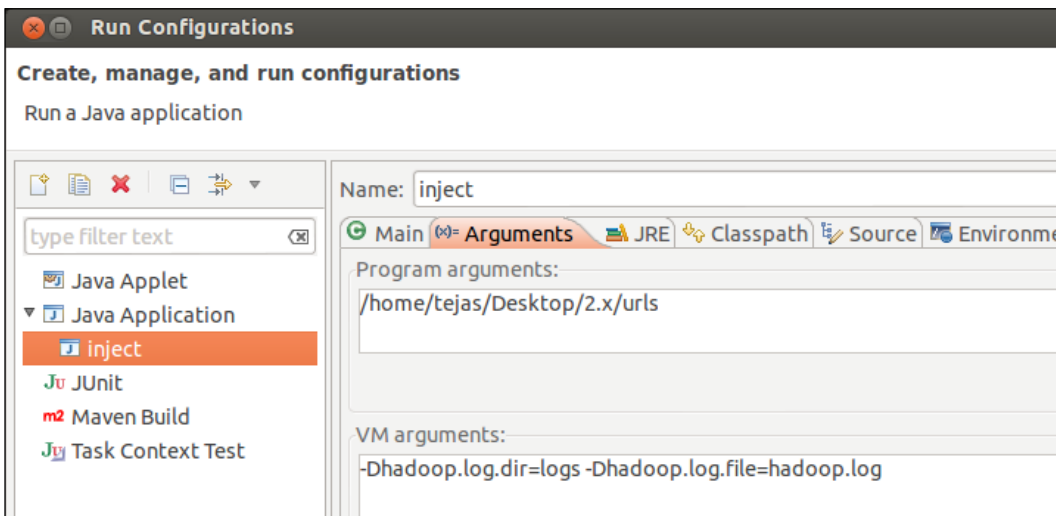 Run Configurations
Create, manage, and run configurations
Run a Java application
Name: inject
type filter text
Main (x)= Arguments JRE Classpath Source Environme
Java Applet
Java Application
inject
Ju JUnit
m2 Maven Build
Task Context Test
Program arguments:
/home/tejas/Desktop/2.x/urls
VM arguments:
-Dhadoop.log.dir=logs -Dhadoop.log.file=hadoop.log